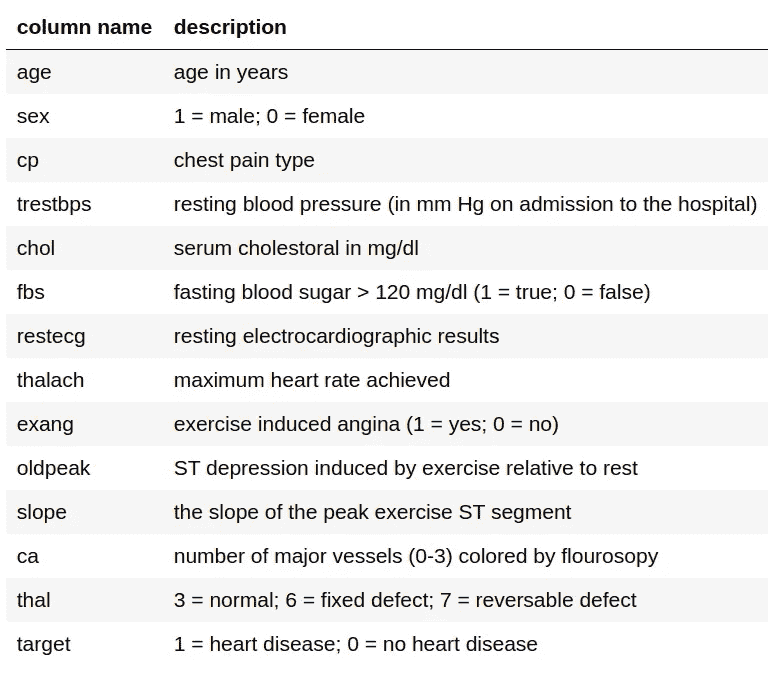 column name description
age age in years
sex 1 = male; 0 = female
cp chest pain type
trestbps resting blood pressure (in mm Hg on admission to the hospital)
chol serum cholestoral in mg/dl
fbs fasting blood sugar > 120 mg/dl (1 = true; 0 = false)
restecg resting electrocardiographic results
thalach maximum heart rate achieved
exang exercise induced angina (1 = yes; 0 = no)
oldpeak ST depression induced by exercise relative to rest
slope the slope of the peak exercise ST segment
ca number of major vessels (0-3) colored by flourosopy
thal 3 = normal; 6 = fixed defect; 7 = reversable defect
target 1 = heart disease; 0 = no heart disease